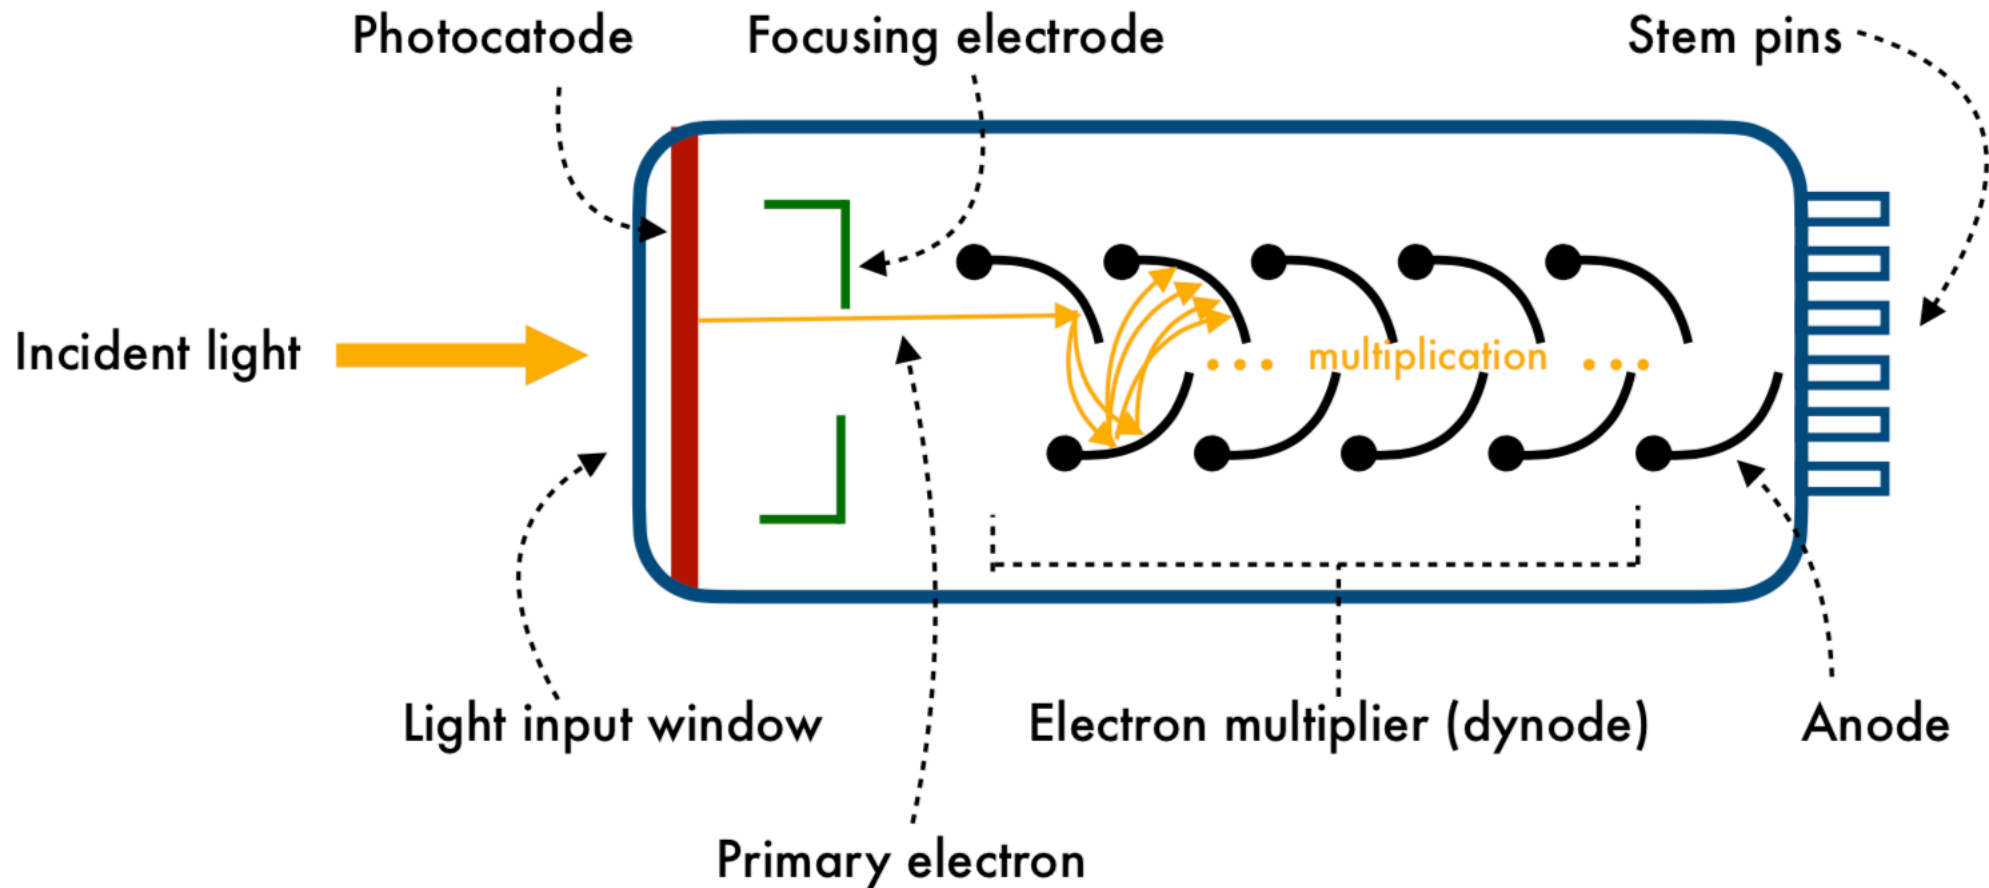 Photocatode
Focusing electrode
Stem pins
Incident light
... multiplication ...
Light input window
Electron multiplier (dynode)
Anode
Primary electron